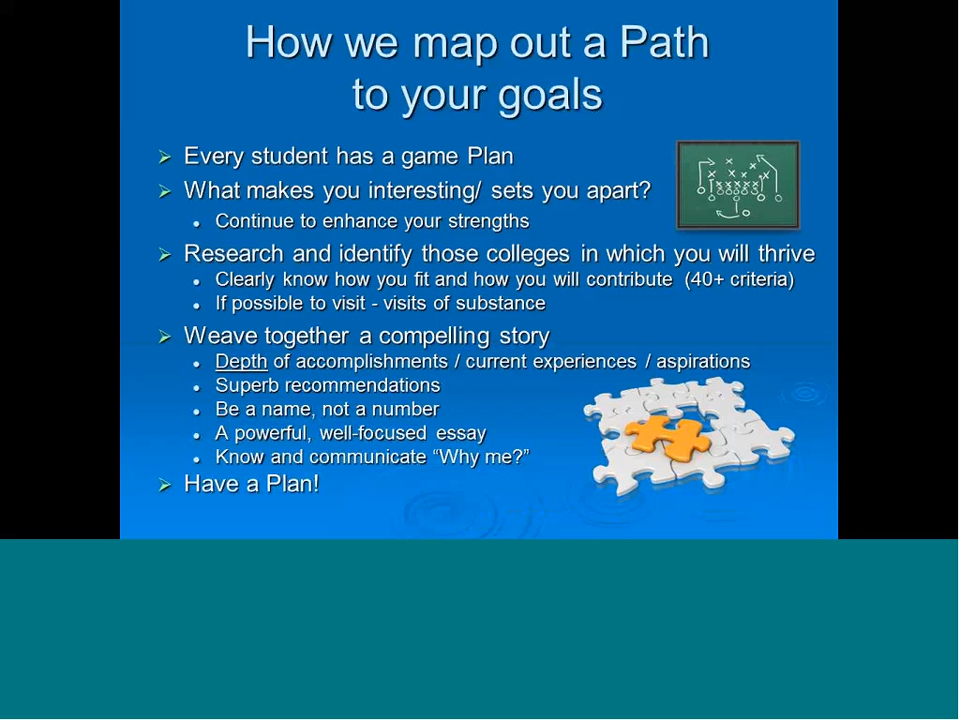 How we map out a Path
to your goals
Every student has a game Plan
What makes you interesting/ sets you apart?
Continue to enhance your strengths
Research and identify those colleges in which you will thrive
Clearly know how you fit and how you will contribute (40+ criteria)
If possible to visit - visits of substance
Weave together a compelling story
Depth of accomplishments / current experiences / aspirations
Superb recommendations
Be a name, not a number
A powerful, well-focused essay
Know and communicate “Why me?”
Have a Plan!